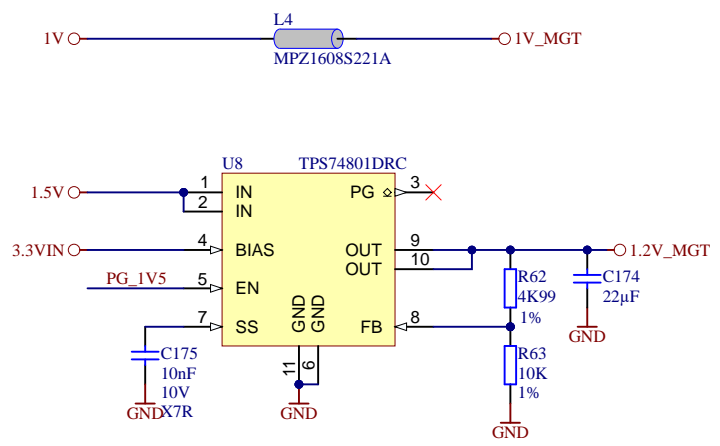 L4
1V
1V_MGT
MPZ1608S221A
U8
TPS74801DRC
1.5V
1
IN
2
IN
PG
3
3.3VIN
4
BIAS
OUT
9
OUT
10
1.2V_MGT
PG_1V5
5
EN
R62
4K99
1%
C174
22µF
GND
7
SS
GND
GND
FB
8
11
6
C175
10nF
10V
X7R
GND
GND
R63
10K
1%
GND